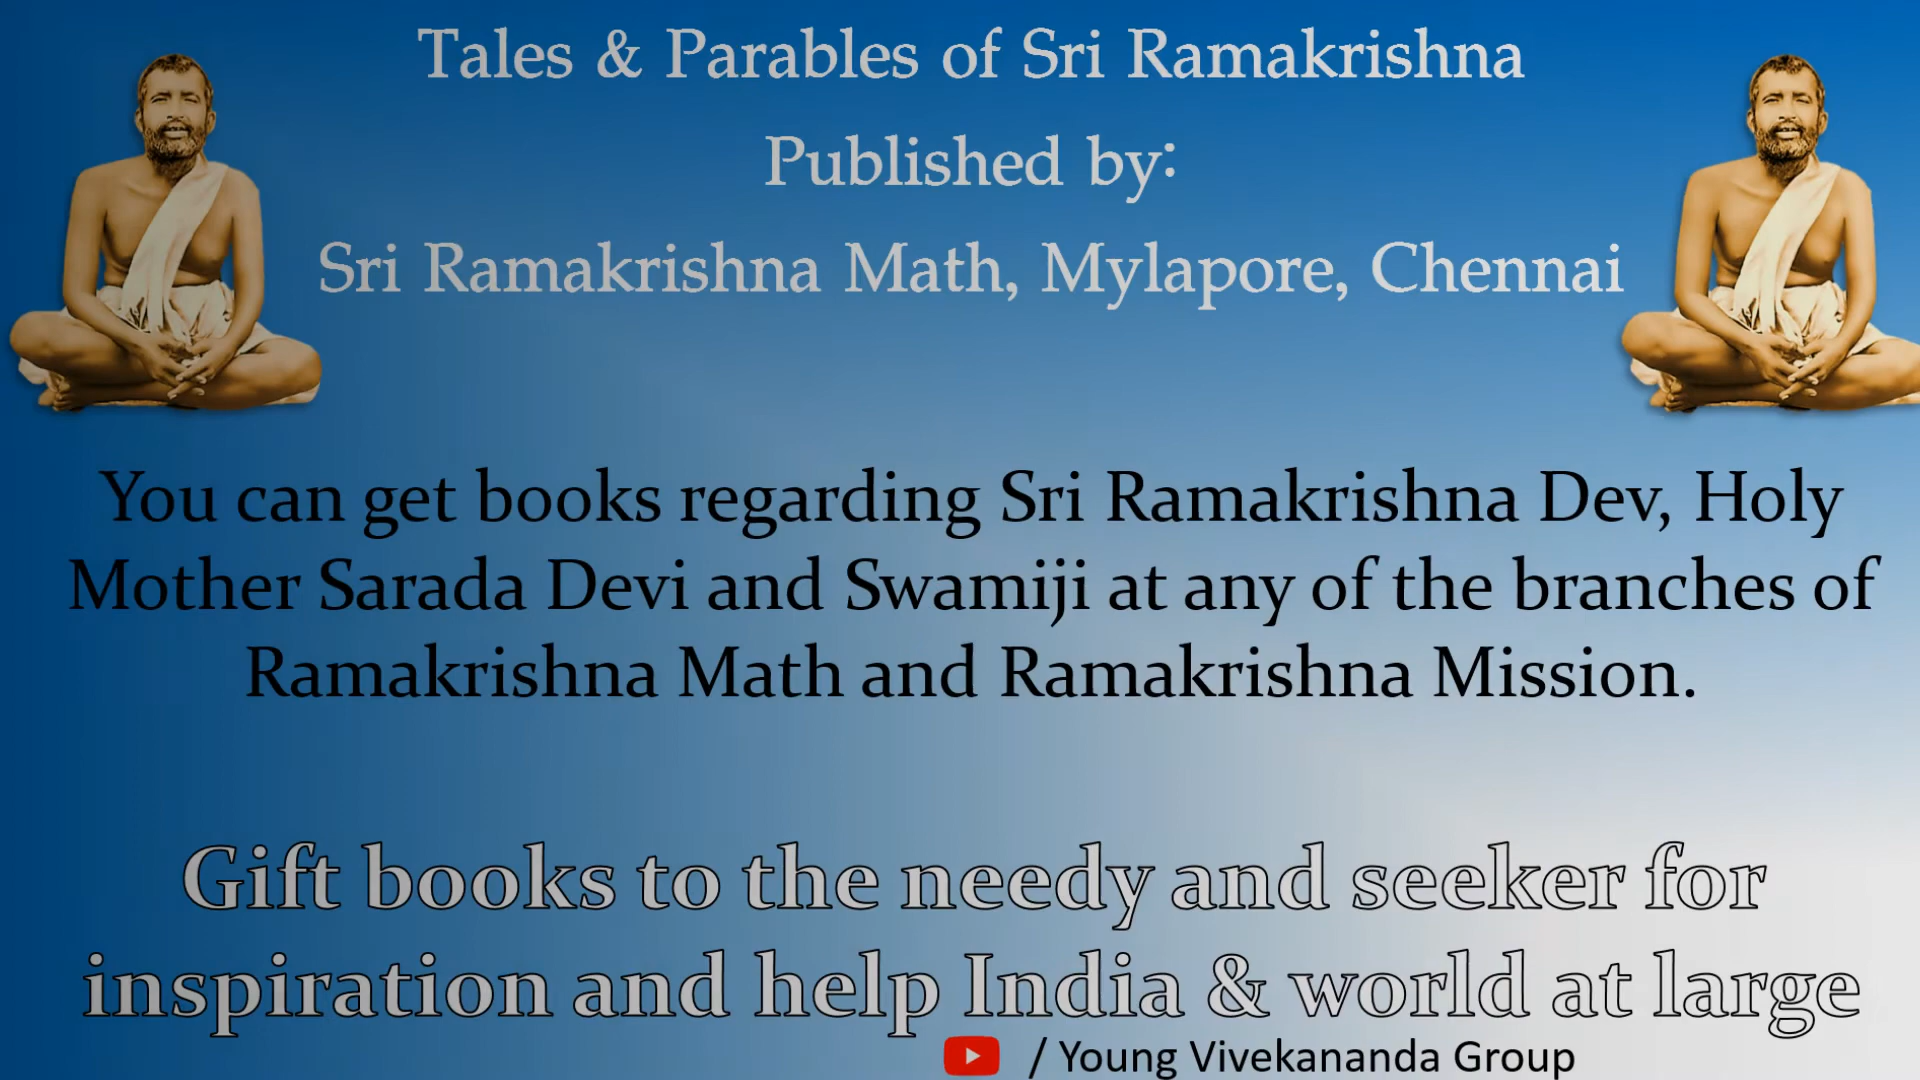 Tales & Parables of Sri Ramakrishna
Published by:
Sri Ramakrishna Math, Mylapore, Chennai
You can get books regarding Sri Ramakrishna Dev, Holy
Mother Sarada Devi and Swamiji at any of the branches of
Ramakrishna Math and Ramakrishna Mission.
Gift books to the needy and seeker for
inspiration and help India & world at large
/ Young Vivekananda Group